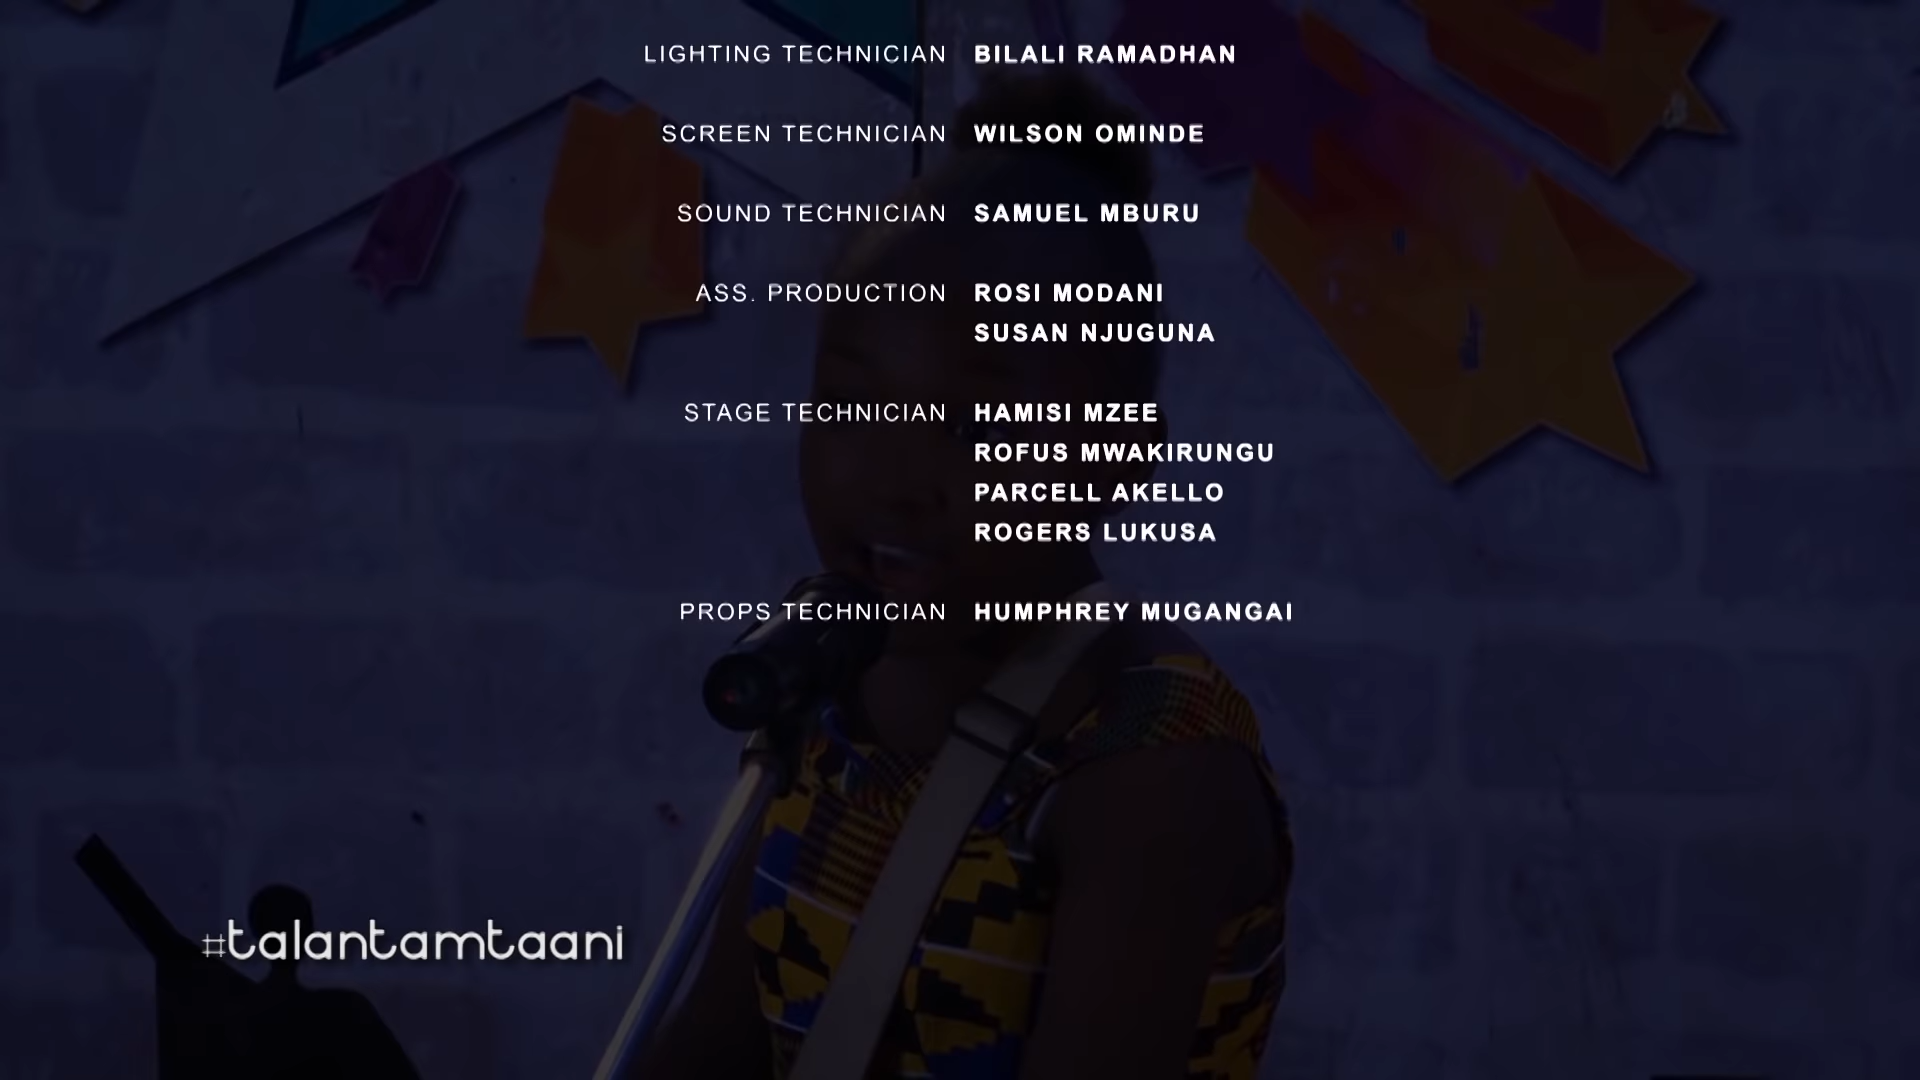 LIGHTING TECHNICIAN BILALI RAMADHAN
SCREEN TECHNICIAN WILSON OMINDE
SOUND TECHNICIAN SAMUEL MBURU
ASS. PRODUCTION ROSI MODANI
SUSAN NJUGUNA
STAGE TECHNICIAN HAMISI MZEE
ROFUS MWAKIRUNGU
PARCELL AKELLO
ROGERS LUKUSA
PROPS TECHNICIAN HUMPHREY MUGANGAI
#talantamtaani